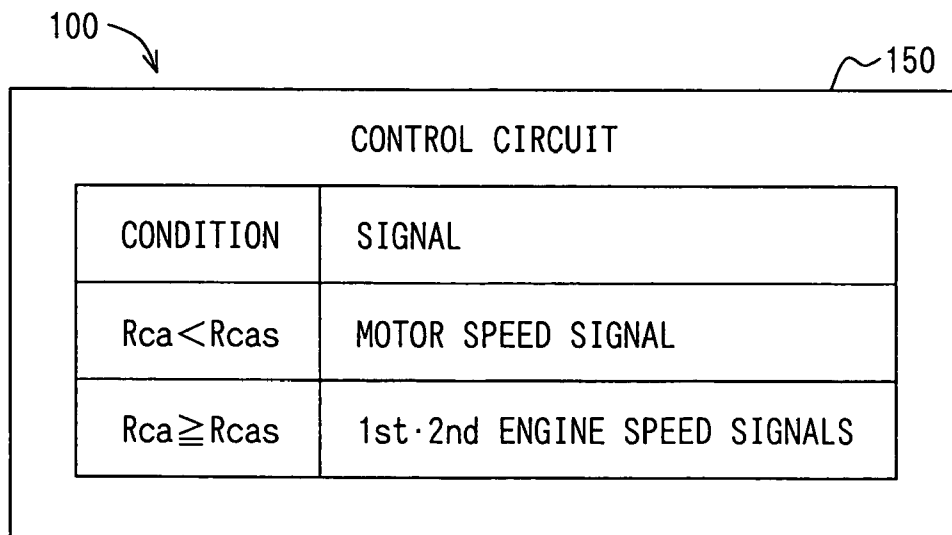 100
150
CONTROL CIRCUIT
CONDITION SIGNAL
Rca<Rcas MOTOR SPEED SIGNAL
Rca≧Rcas 1st·2nd ENGINE SPEED SIGNALS